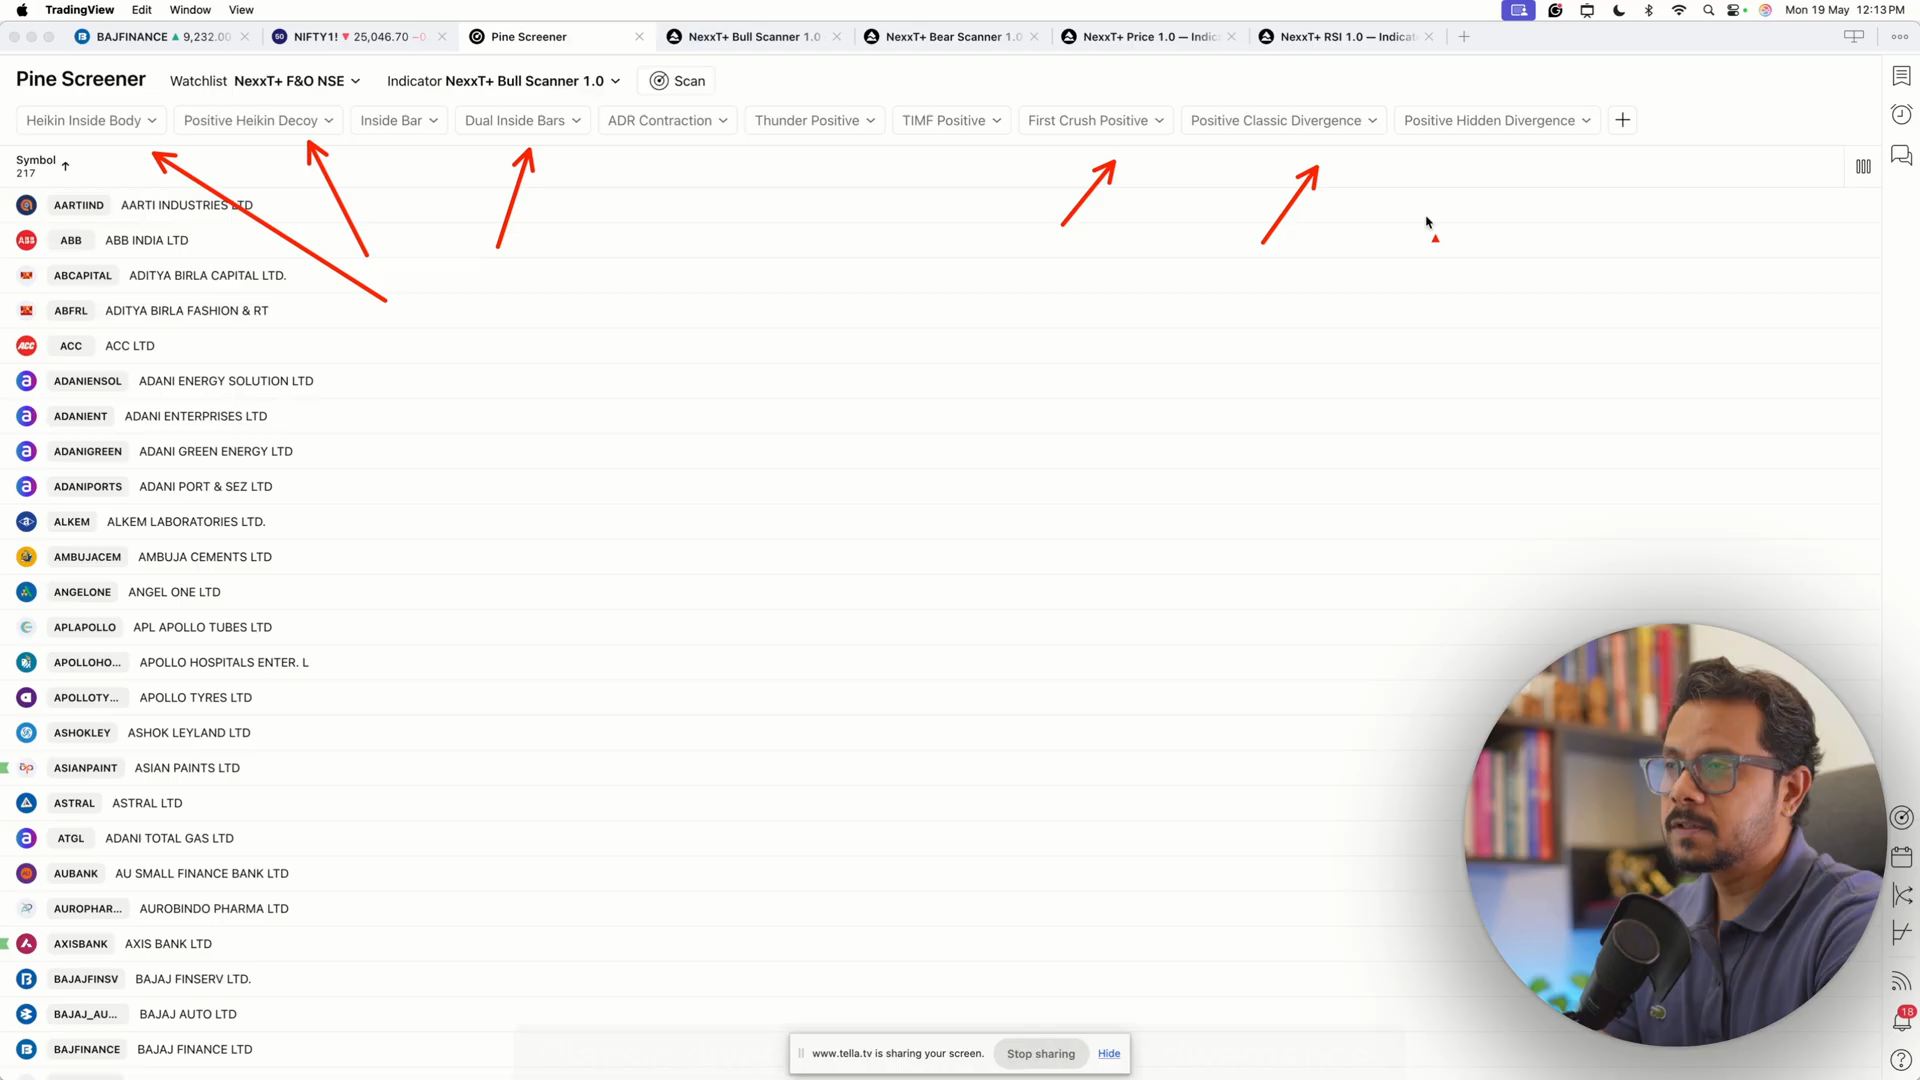 TradingView Edit Window View Mon 19 May 12:13 PM
BAJFINANCE ▲ 9,232.00 NIFTY1! ▼ 25,046.70 −0 Pine Screener NexxT+ Bull Scanner 1.0 NexxT+ Bear Scanner 1.0 NexxT+ Price 1.0 — Indic NexxT+ RSI 1.0 — Indicat
Pine Screener Watchlist NexxT+ F&O NSE Indicator NexxT+ Bull Scanner 1.0 Scan
Heikin Inside Body Positive Heikin Decoy Inside Bar Dual Inside Bars ADR Contraction Thunder Positive TIMF Positive First Crush Positive Positive Classic Divergence Positive Hidden Divergence
Symbol
217
AARTIIND AARTI INDUSTRIES LTD
ABB ABB ABB INDIA LTD
ABCAPITAL ADITYA BIRLA CAPITAL LTD.
ABFRL ADITYA BIRLA FASHION & RT
ACC ACC ACC LTD
ADANIENSOL ADANI ENERGY SOLUTION LTD
ADANIENT ADANI ENTERPRISES LTD
ADANIGREEN ADANI GREEN ENERGY LTD
ADANIPORTS ADANI PORT & SEZ LTD
ALKEM ALKEM LABORATORIES LTD.
AMBUJACEM AMBUJA CEMENTS LTD
ANGELONE ANGEL ONE LTD
APLAPOLLO APL APOLLO TUBES LTD
APOLLOHO... APOLLO HOSPITALS ENTER. L
APOLLOTY... APOLLO TYRES LTD
ASHOKLEY ASHOK LEYLAND LTD
ASIANPAINT ASIAN PAINTS LTD
ASTRAL ASTRAL LTD
ATGL ADANI TOTAL GAS LTD
AUBANK AU SMALL FINANCE BANK LTD
AUROPHAR... AUROBINDO PHARMA LTD
AXISBANK AXIS BANK LTD
BAJAJFINSV BAJAJ FINSERV LTD.
BAJAJ_AU... BAJAJ AUTO LTD
18
BAJFINANCE BAJAJ FINANCE LTD
www.tella.tv is sharing your screen. Stop sharing Hide